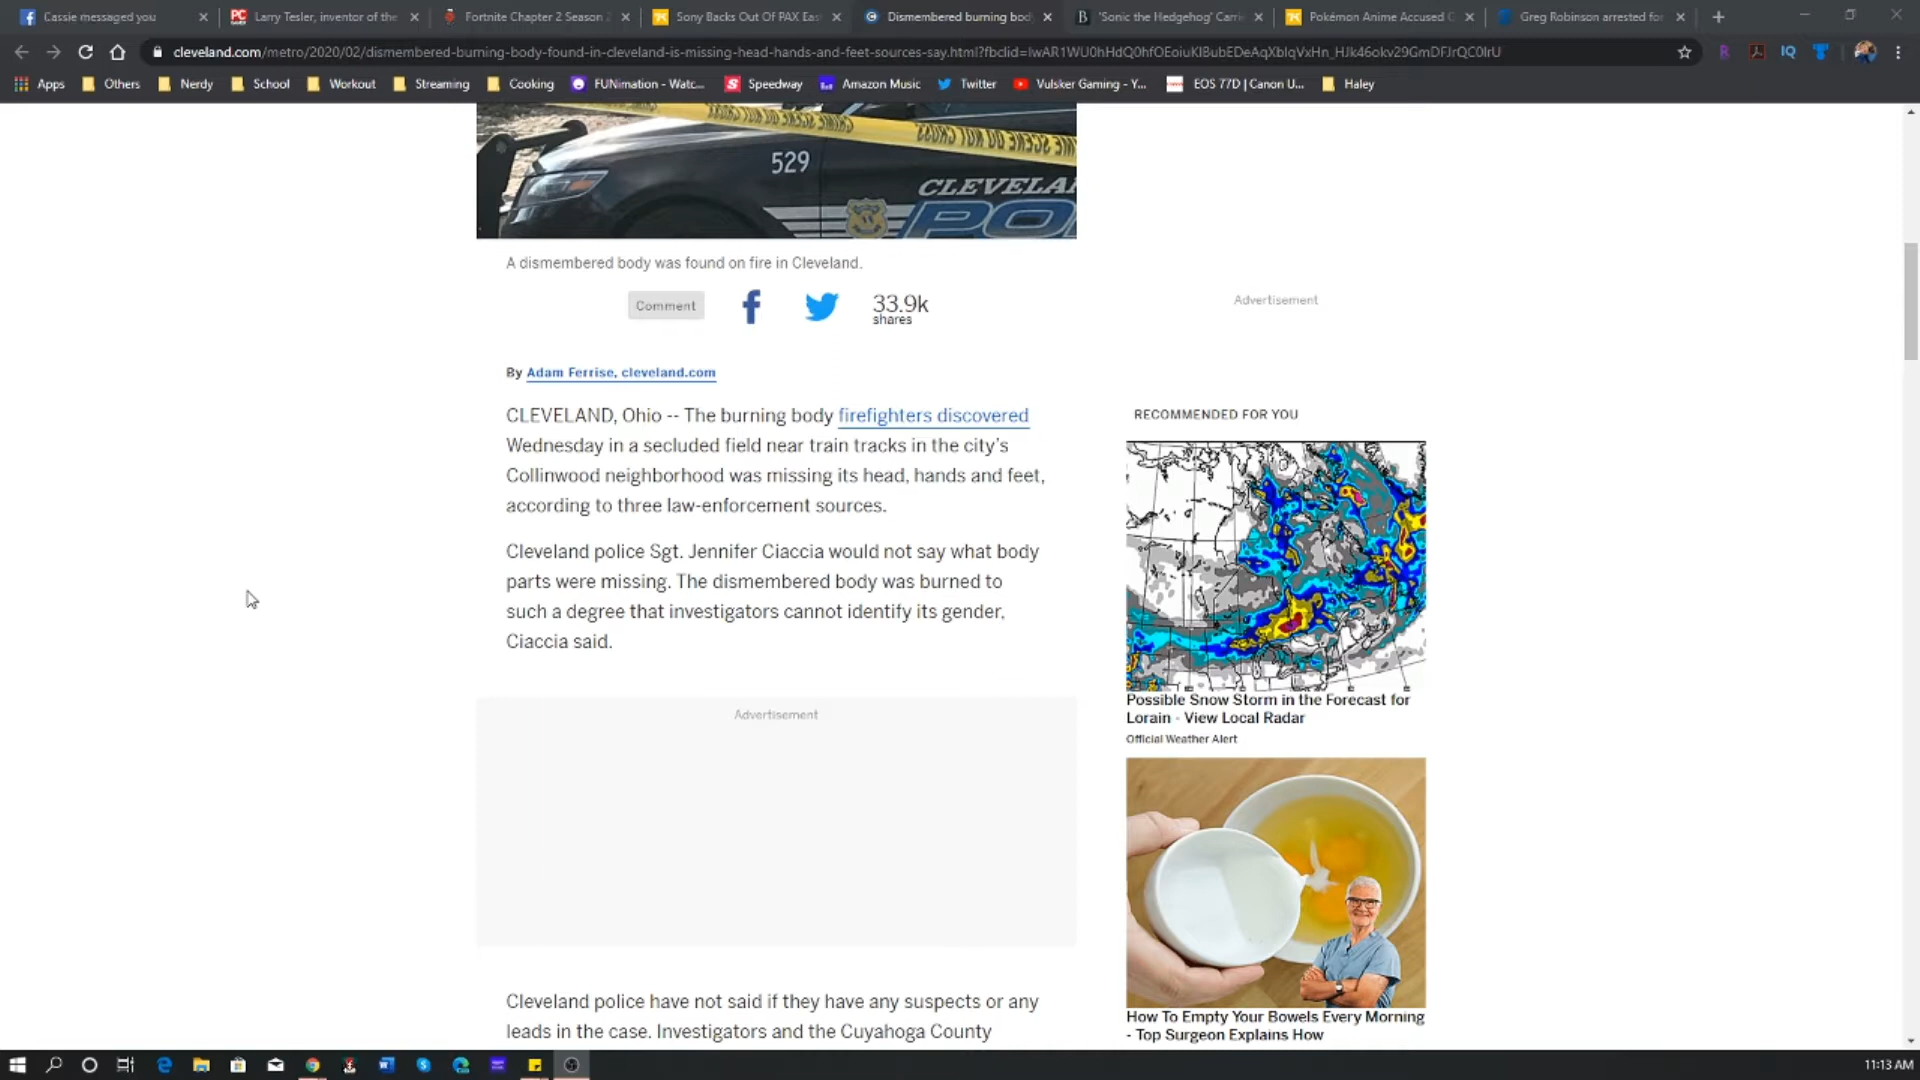 Cassie messaged you
Larry Tesler, inventor of the
Fortnite Chapter 2 Season 2
Sony Backs Out Of PAX Eas
Dismembered burning bod
'Sonic the Hedgehog' Carri
Pokémon Anime Accused O
Greg Robinson arrested for
cleveland.com/metro/2020/02/dismembered-burning-body-found-in-cleveland-is-missing-head-hands-and-feet-sources-say.html?fbclid=
Apps
Others
Nerdy
School
Workout
Streaming
Cooking
FUNimation - Watc...
Speedway
Amazon Music
Twitter
Vulsker Gaming - Y...
EOS 77D | Canon U...
Haley
529
CLEVELA
PO
A dismembered body was found on fire in Cleveland.
Comment
33.9k
shares
Advertisement
By Adam Ferrise, cleveland.com
CLEVELAND, Ohio -- The burning body firefighters discovered
Wednesday in a secluded field near train tracks in the city's
Collinwood neighborhood was missing its head, hands and feet,
according to three law-enforcement sources.
Cleveland police Sgt. Jennifer Ciaccia would not say what body
parts were missing. The dismembered body was burned to
such a degree that investigators cannot identify its gender,
Ciaccia said.
Advertisement
Cleveland police have not said if they have any suspects or any
leads in the case. Investigators and the Cuyahoga County
RECOMMENDED FOR YOU
Possible Snow Storm in the Forecast for
Lorain - View Local Radar
Official Weather Alert
How To Empty Your Bowels Every Morning
- Top Surgeon Explains How
11:13 AM